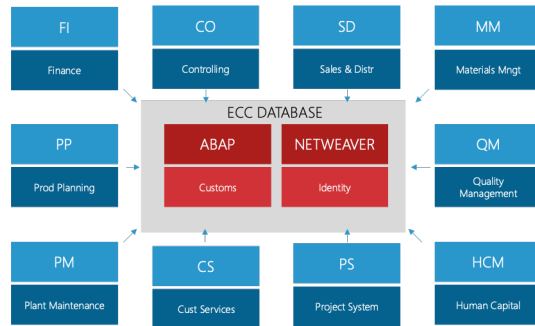 FI
Finance
CO
Controlling
SD
Sales & Distr
MM
Materials Mngt
ECC DATABASE
PP
Prod Planning
ABAP
Customs
NETWEAVER
Identity
QM
Quality
Management
PM
Plant Maintenance
CS
Cust Services
PS
Project System
HCM
Human Capital